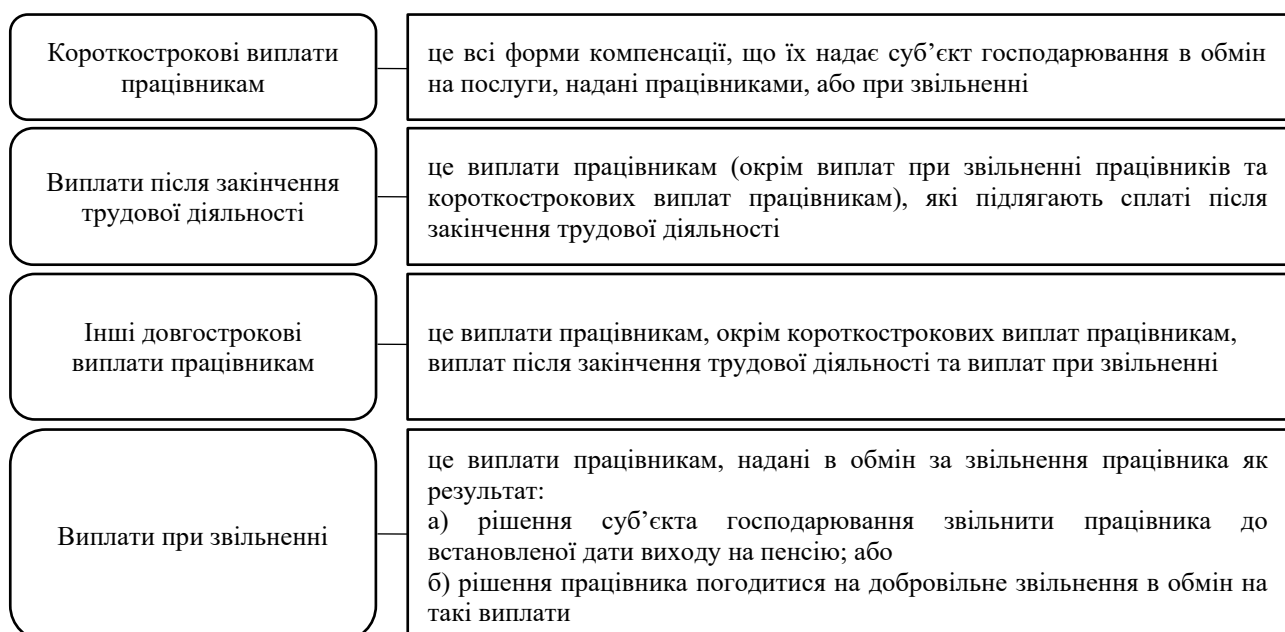 Короткострокові виплати
працівникам
це всі форми компенсації, що їх надає суб’єкт господарювання в обмін
на послуги, надані працівниками, або при звільненні
Виплати після закінчення
трудової діяльності
це виплати працівникам (окрім виплат при звільненні працівників та
короткострокових виплат працівникам), які підлягають сплаті після
закінчення трудової діяльності
Інші довгострокові
виплати працівникам
це виплати працівникам, окрім короткострокових виплат працівникам,
виплат після закінчення трудової діяльності та виплат при звільненні
Виплати при звільненні
це виплати працівникам, надані в обмін за звільнення працівника як
результат:
а) рішення суб’єкта господарювання звільнити працівника до
встановленої дати виходу на пенсію; або
б) рішення працівника погодитися на добровільне звільнення в обмін на
такі виплати